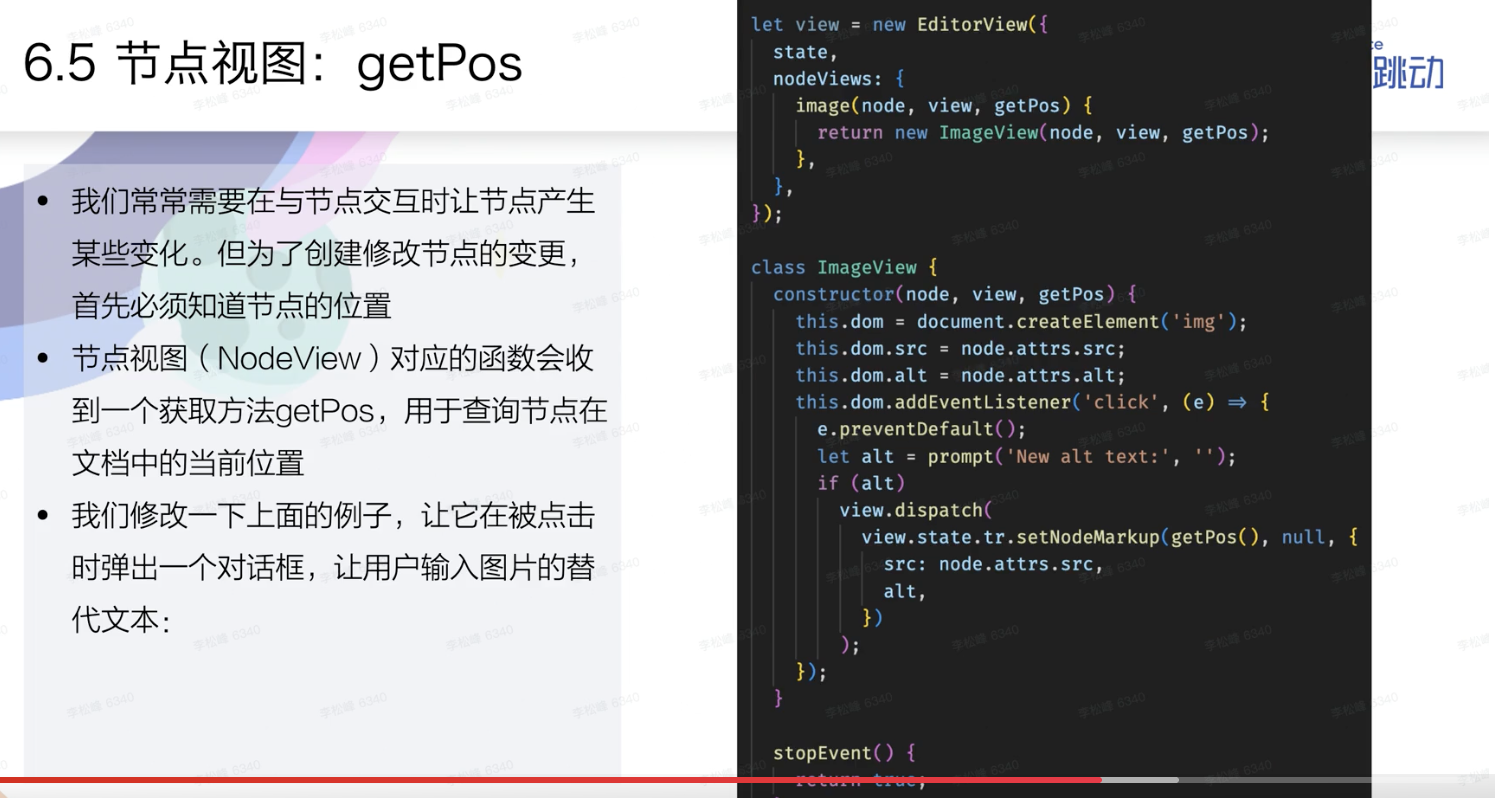 6.5 节点视图：getPos
te
跳动
• 我们常常需要在与节点交互时让节点产生
某些变化。但为了创建修改节点的变更，
首先必须知道节点的位置
• 节点视图（NodeView）对应的函数会收
到一个获取方法getPos，用于查询节点在
文档中的当前位置
• 我们修改一下上面的例子，让它在被点击
时弹出一个对话框，让用户输入图片的替
代文本：
let view = new EditorView({
state,
nodeViews: {
image(node, view, getPos) {
return new ImageView(node, view, getPos);
},
},
});
class ImageView {
constructor(node, view, getPos) {
this.dom = document.createElement('img');
this.dom.src = node.attrs.src;
this.dom.alt = node.attrs.alt;
this.dom.addEventListener('click', (e) => {
e.preventDefault();
let alt = prompt('New alt text:', '');
if (alt)
view.dispatch(
view.state.tr.setNodeMarkup(getPos(), null, {
src: node.attrs.src,
alt,
})
);
});
}
stopEvent() {
return true;
李松峰 6340